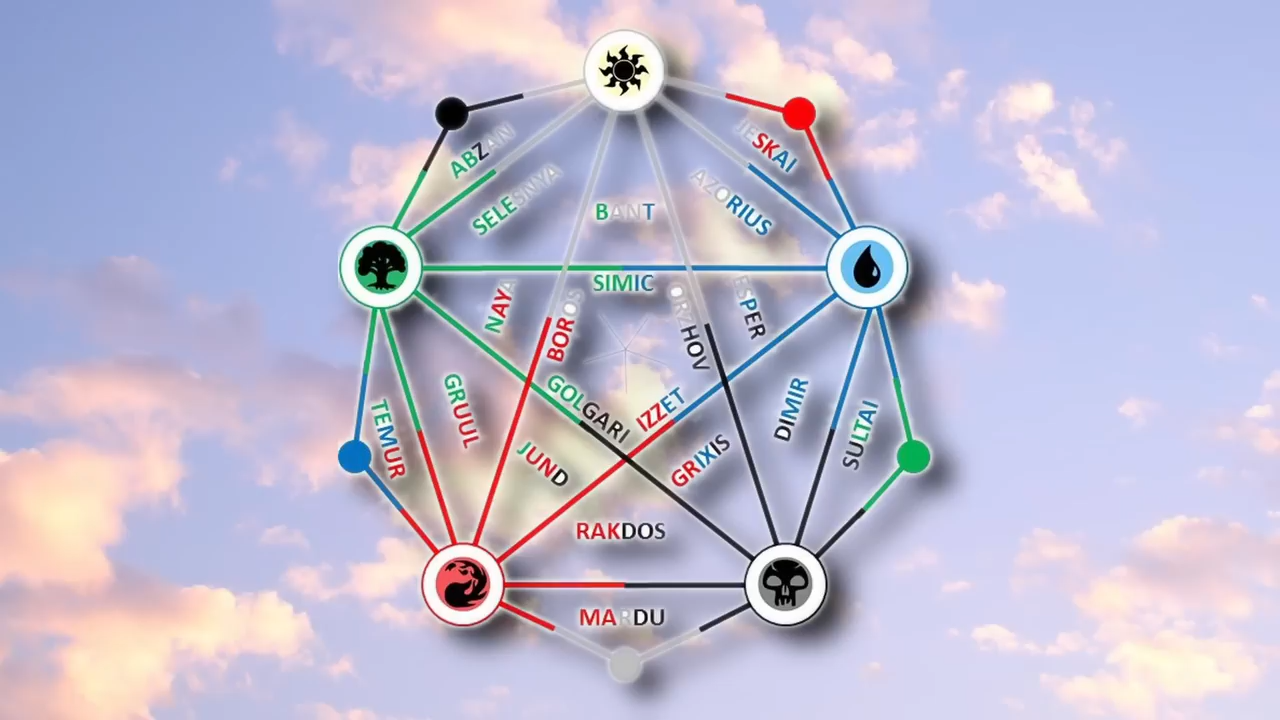 ABZAN
JESKAI
SELESNYA
BANT
AZORIUS
SIMIC
NAYA
BOROS
ORZHOV
ESPER
TEMUR
GRUUL
GOLGARI
IZZET
DIMIR
SULTAI
JUND
GRIXIS
RAKDOS
MARDU